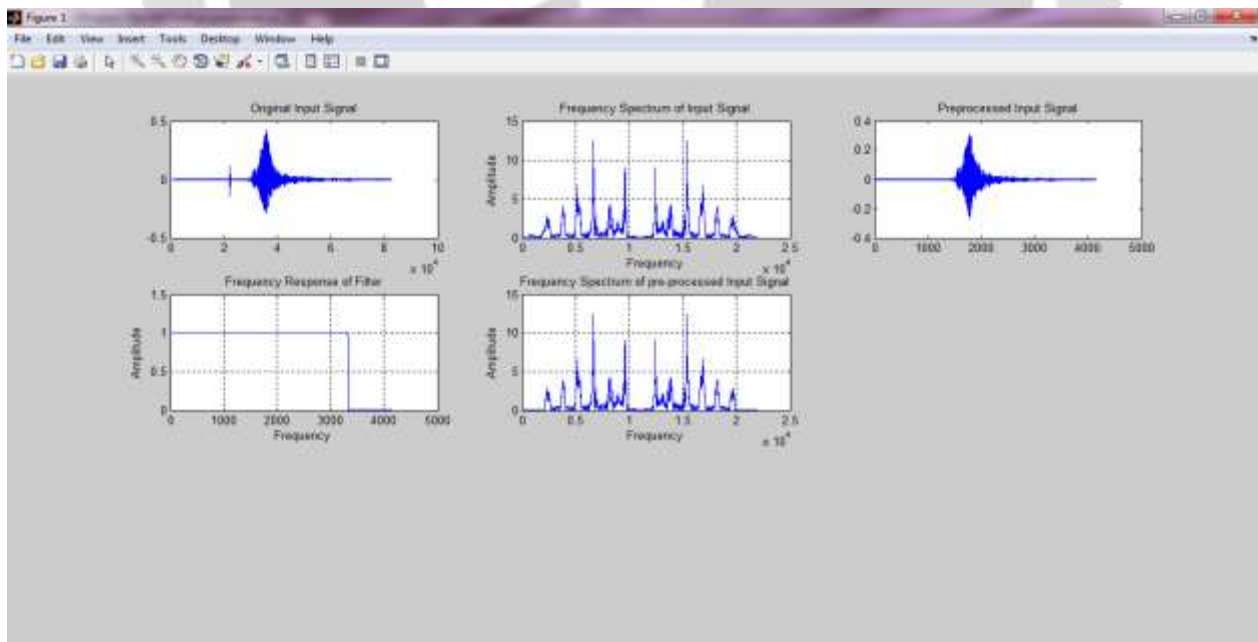 Figure 1
File Edit View Insert Tools Desktop Window Help
Original Input Signal
0.5
0
-0.5
0 2 4 6 8 10
x 10^4
Frequency Spectrum of Input Signal
Amplitude
15
10
5
0
0 0.5 1 1.5 2 2.5
Frequency
x 10^4
Preprocessed Input Signal
0.4
0.2
0
-0.2
0 1000 2000 3000 4000 5000
Frequency Response of Filter
Amplitude
1.5
1
0.5
0
0 1000 2000 3000 4000 5000
Frequency
Frequency Spectrum of pre-processed Input Signal
Amplitude
15
10
5
0
0 0.5 1 1.5 2 2.5
Frequency
x 10^4